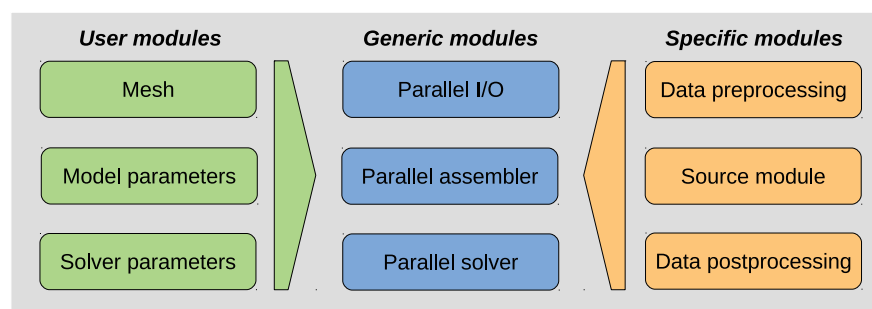 User modules
Generic modules
Specific modules
Mesh
Parallel I/O
Data preprocessing
Model parameters
Parallel assembler
Source module
Solver parameters
Parallel solver
Data postprocessing